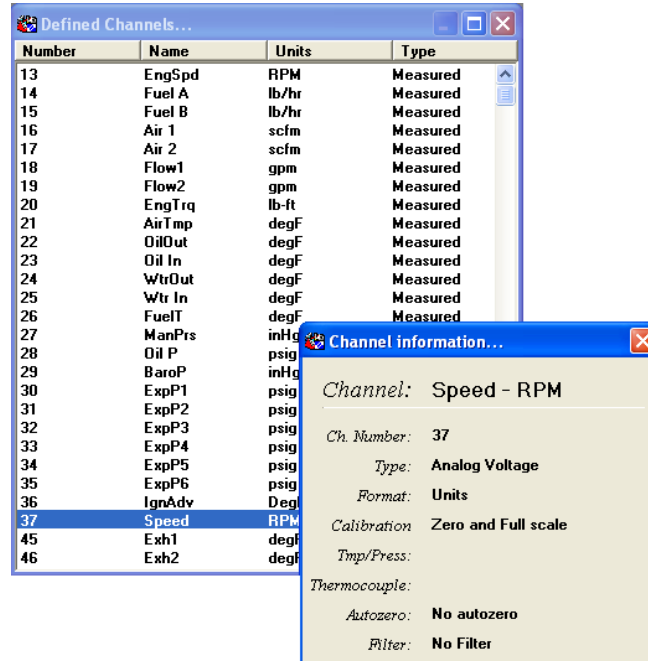 Defined Channels...
Number Name Units Type
13 EngSpd RPM Measured
14 Fuel A lb/hr Measured
15 Fuel B lb/hr Measured
16 Air 1 scfm Measured
17 Air 2 scfm Measured
18 Flow1 gpm Measured
19 Flow2 gpm Measured
20 EngTrq lb-ft Measured
21 AirTmp degF Measured
22 OilOut degF Measured
23 Oil In degF Measured
24 WtrOut degF Measured
25 Wtr In degF Measured
26 FuelT degF Measured
27 ManPrs inHg
28 Oil P psig
29 BaroP inHg
30 ExpP1 psig
31 ExpP2 psig
32 ExpP3 psig
33 ExpP4 psig
34 ExpP5 psig
35 ExpP6 psig
36 IgnAdv Deg
37 Speed RPM
45 Exh1 degF
46 Exh2 degF
Channel information...
Channel: Speed - RPM
Ch. Number: 37
Type: Analog Voltage
Format: Units
Calibration Zero and Full scale
Tmp/Press:
Thermocouple:
Autozero: No autozero
Filter: No Filter